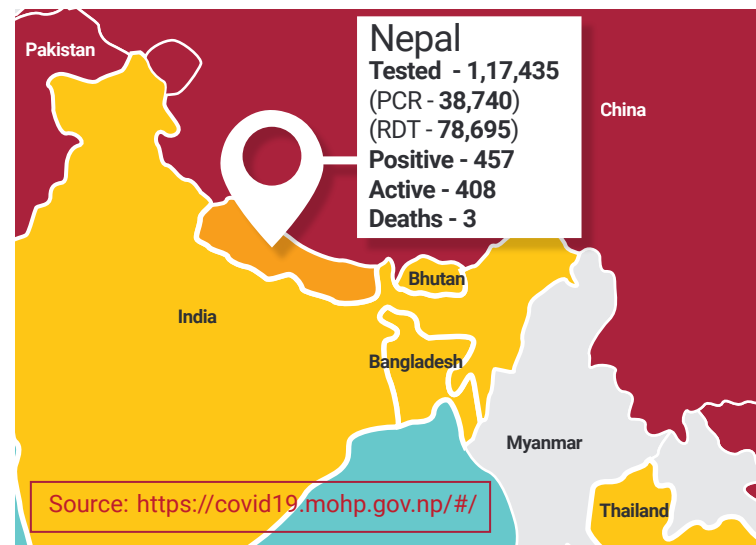 Pakistan
Nepal
Tested - 1,17,435
(PCR - 38,740)
(RDT - 78,695)
Positive - 457
Active - 408
Deaths - 3
China
Bhutan
India
Bangladesh
Myanmar
Source: https://covid19.mohp.gov.np/#/
Thailand